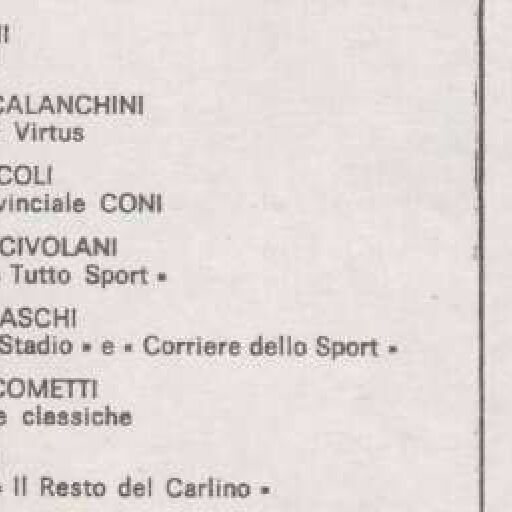 CALANCHINI
Virtus
COLI
vinciale CONI
CIVOLANI
Tutto Sport »
ASCHI
Stadio » e « Corriere dello Sport »
COMETTI
e classiche
« Il Resto del Carlino »